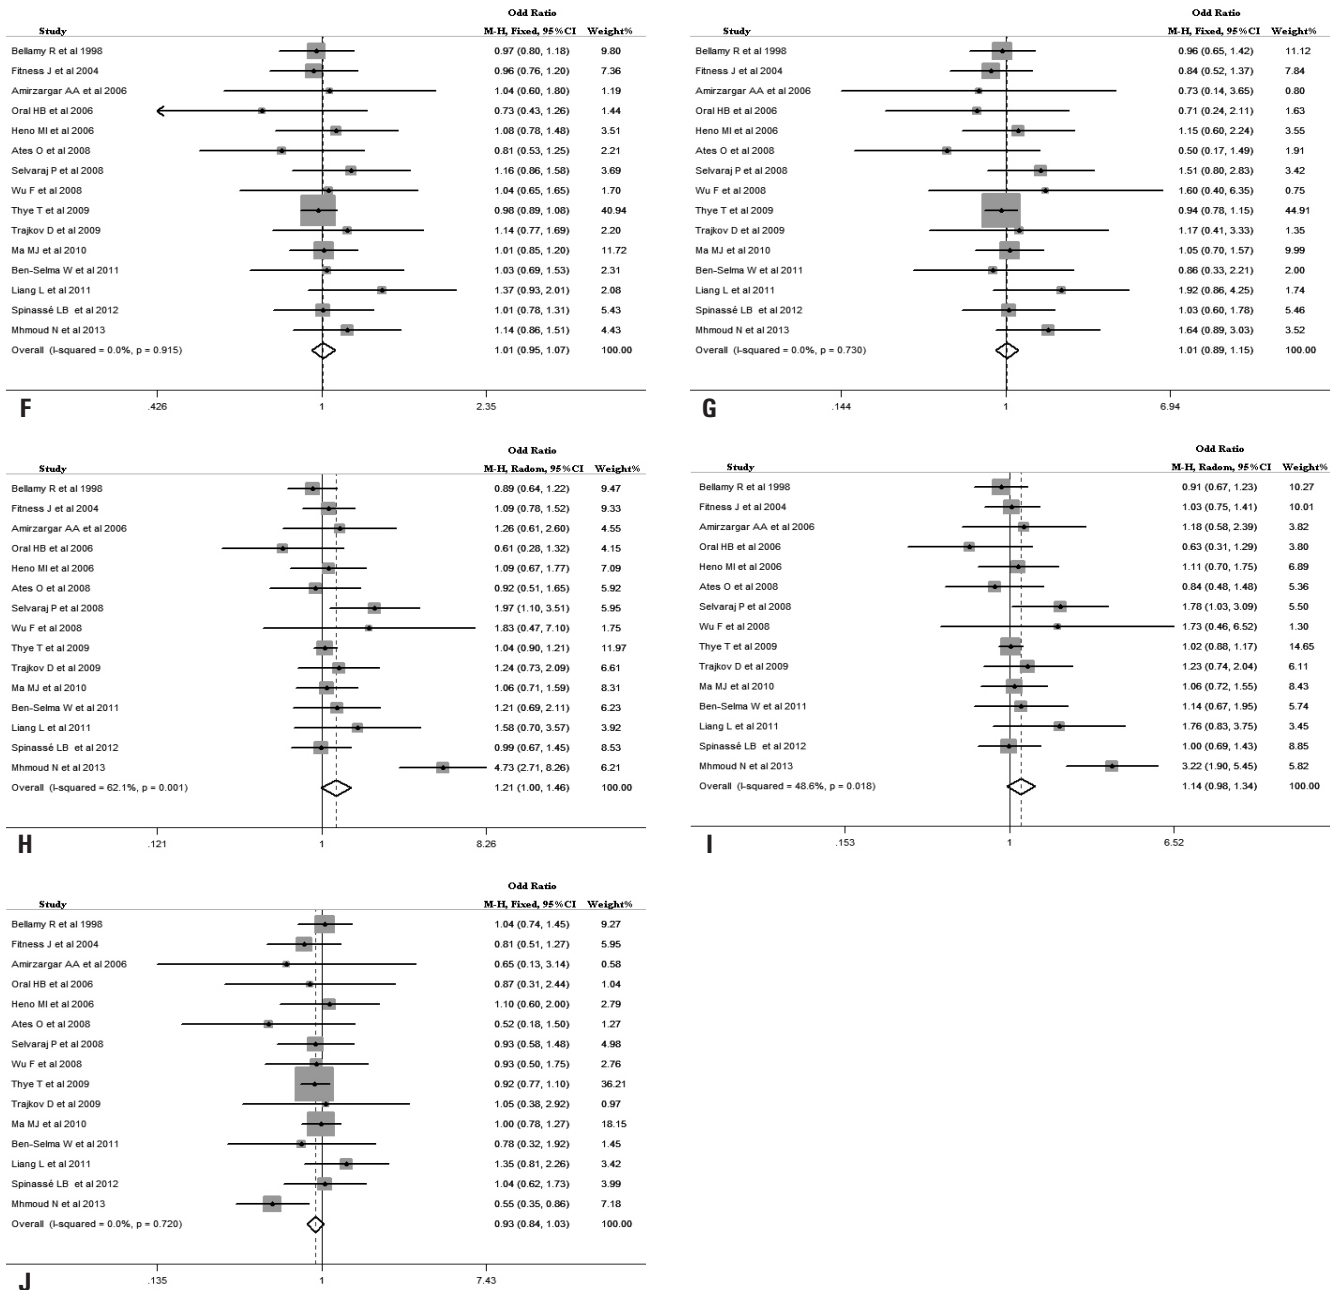 Odd Ratio
Study M-H, Fixed, 95%CI Weight%
Bellamy R et al 1998 0.97 (0.80, 1.18) 9.80
Fitness J et al 2004 0.96 (0.76, 1.20) 7.36
Amirzargar AA et al 2006 1.04 (0.60, 1.80) 1.19
Oral HB et al 2006 0.73 (0.43, 1.26) 1.44
Heno MI et al 2006 1.08 (0.78, 1.48) 3.51
Ates O et al 2008 0.81 (0.53, 1.25) 2.21
Selvaraj P et al 2008 1.16 (0.86, 1.58) 3.69
Wu F et al 2008 1.04 (0.65, 1.65) 1.70
Thye T et al 2009 0.98 (0.89, 1.08) 40.94
Trajkov D et al 2009 1.14 (0.77, 1.69) 2.20
Ma MJ et al 2010 1.01 (0.85, 1.20) 11.72
Ben-Selma W et al 2011 1.03 (0.69, 1.53) 2.31
Liang L et al 2011 1.37 (0.93, 2.01) 2.08
Spinassé LB et al 2012 1.01 (0.78, 1.31) 5.43
Mhmoud N et al 2013 1.14 (0.86, 1.51) 4.43
Overall (I-squared = 0.0%, p = 0.915) 1.01 (0.95, 1.07) 100.00
.426 1 2.35
F
Odd Ratio
Study M-H, Fixed, 95%CI Weight%
Bellamy R et al 1998 0.96 (0.65, 1.42) 11.12
Fitness J et al 2004 0.84 (0.52, 1.37) 7.84
Amirzargar AA et al 2006 0.73 (0.14, 3.65) 0.80
Oral HB et al 2006 0.71 (0.24, 2.11) 1.63
Heno MI et al 2006 1.15 (0.60, 2.24) 3.55
Ates O et al 2008 0.50 (0.17, 1.49) 1.91
Selvaraj P et al 2008 1.51 (0.80, 2.83) 3.42
Wu F et al 2008 1.60 (0.40, 6.35) 0.75
Thye T et al 2009 0.94 (0.78, 1.15) 44.91
Trajkov D et al 2009 1.17 (0.41, 3.33) 1.35
Ma MJ et al 2010 1.05 (0.70, 1.57) 9.99
Ben-Selma W et al 2011 0.86 (0.33, 2.21) 2.00
Liang L et al 2011 1.92 (0.86, 4.25) 1.74
Spinassé LB et al 2012 1.03 (0.60, 1.78) 5.46
Mhmoud N et al 2013 1.64 (0.89, 3.03) 3.52
Overall (I-squared = 0.0%, p = 0.730) 1.01 (0.89, 1.15) 100.00
.144 1 6.94
G
Odd Ratio
Study M-H, Radom, 95%CI Weight%
Bellamy R et al 1998 0.89 (0.64, 1.22) 9.47
Fitness J et al 2004 1.09 (0.78, 1.52) 9.33
Amirzargar AA et al 2006 1.26 (0.61, 2.60) 4.55
Oral HB et al 2006 0.61 (0.28, 1.32) 4.15
Heno MI et al 2006 1.09 (0.67, 1.77) 7.09
Ates O et al 2008 0.92 (0.51, 1.65) 5.92
Selvaraj P et al 2008 1.97 (1.10, 3.51) 5.95
Wu F et al 2008 1.83 (0.47, 7.10) 1.75
Thye T et al 2009 1.04 (0.90, 1.21) 11.97
Trajkov D et al 2009 1.24 (0.73, 2.09) 6.61
Ma MJ et al 2010 1.06 (0.71, 1.59) 8.31
Ben-Selma W et al 2011 1.21 (0.69, 2.11) 6.23
Liang L et al 2011 1.58 (0.70, 3.57) 3.92
Spinassé LB et al 2012 0.99 (0.67, 1.45) 8.53
Mhmoud N et al 2013 4.73 (2.71, 8.26) 6.21
Overall (I-squared = 62.1%, p = 0.001) 1.21 (1.00, 1.46) 100.00
.121 1 8.26
H
Odd Ratio
Study M-H, Radom, 95%CI Weight%
Bellamy R et al 1998 0.91 (0.67, 1.23) 10.27
Fitness J et al 2004 1.03 (0.75, 1.41) 10.01
Amirzargar AA et al 2006 1.18 (0.58, 2.39) 3.82
Oral HB et al 2006 0.63 (0.31, 1.29) 3.80
Heno MI et al 2006 1.11 (0.70, 1.75) 6.89
Ates O et al 2008 0.84 (0.48, 1.48) 5.36
Selvaraj P et al 2008 1.78 (1.03, 3.09) 5.50
Wu F et al 2008 1.73 (0.46, 6.52) 1.30
Thye T et al 2009 1.02 (0.88, 1.17) 14.65
Trajkov D et al 2009 1.23 (0.74, 2.04) 6.11
Ma MJ et al 2010 1.06 (0.72, 1.55) 8.43
Ben-Selma W et al 2011 1.14 (0.67, 1.95) 5.74
Liang L et al 2011 1.76 (0.83, 3.75) 3.45
Spinassé LB et al 2012 1.00 (0.69, 1.43) 8.85
Mhmoud N et al 2013 3.22 (1.90, 5.45) 5.82
Overall (I-squared = 48.6%, p = 0.018) 1.14 (0.98, 1.34) 100.00
.153 1 6.52
I
Odd Ratio
Study M-H, Fixed, 95%CI Weight%
Bellamy R et al 1998 1.04 (0.74, 1.45) 9.27
Fitness J et al 2004 0.81 (0.51, 1.27) 5.95
Amirzargar AA et al 2006 0.65 (0.13, 3.14) 0.58
Oral HB et al 2006 0.87 (0.31, 2.44) 1.04
Heno MI et al 2006 1.10 (0.60, 2.00) 2.79
Ates O et al 2008 0.52 (0.18, 1.50) 1.27
Selvaraj P et al 2008 0.93 (0.58, 1.48) 4.98
Wu F et al 2008 0.93 (0.50, 1.75) 2.76
Thye T et al 2009 0.92 (0.77, 1.10) 36.21
Trajkov D et al 2009 1.05 (0.38, 2.92) 0.97
Ma MJ et al 2010 1.00 (0.78, 1.27) 18.15
Ben-Selma W et al 2011 0.78 (0.32, 1.92) 1.45
Liang L et al 2011 1.35 (0.81, 2.26) 3.42
Spinassé LB et al 2012 1.04 (0.62, 1.73) 3.99
Mhmoud N et al 2013 0.55 (0.35, 0.86) 7.18
Overall (I-squared = 0.0%, p = 0.720) 0.93 (0.84, 1.03) 100.00
.135 1 7.43
J